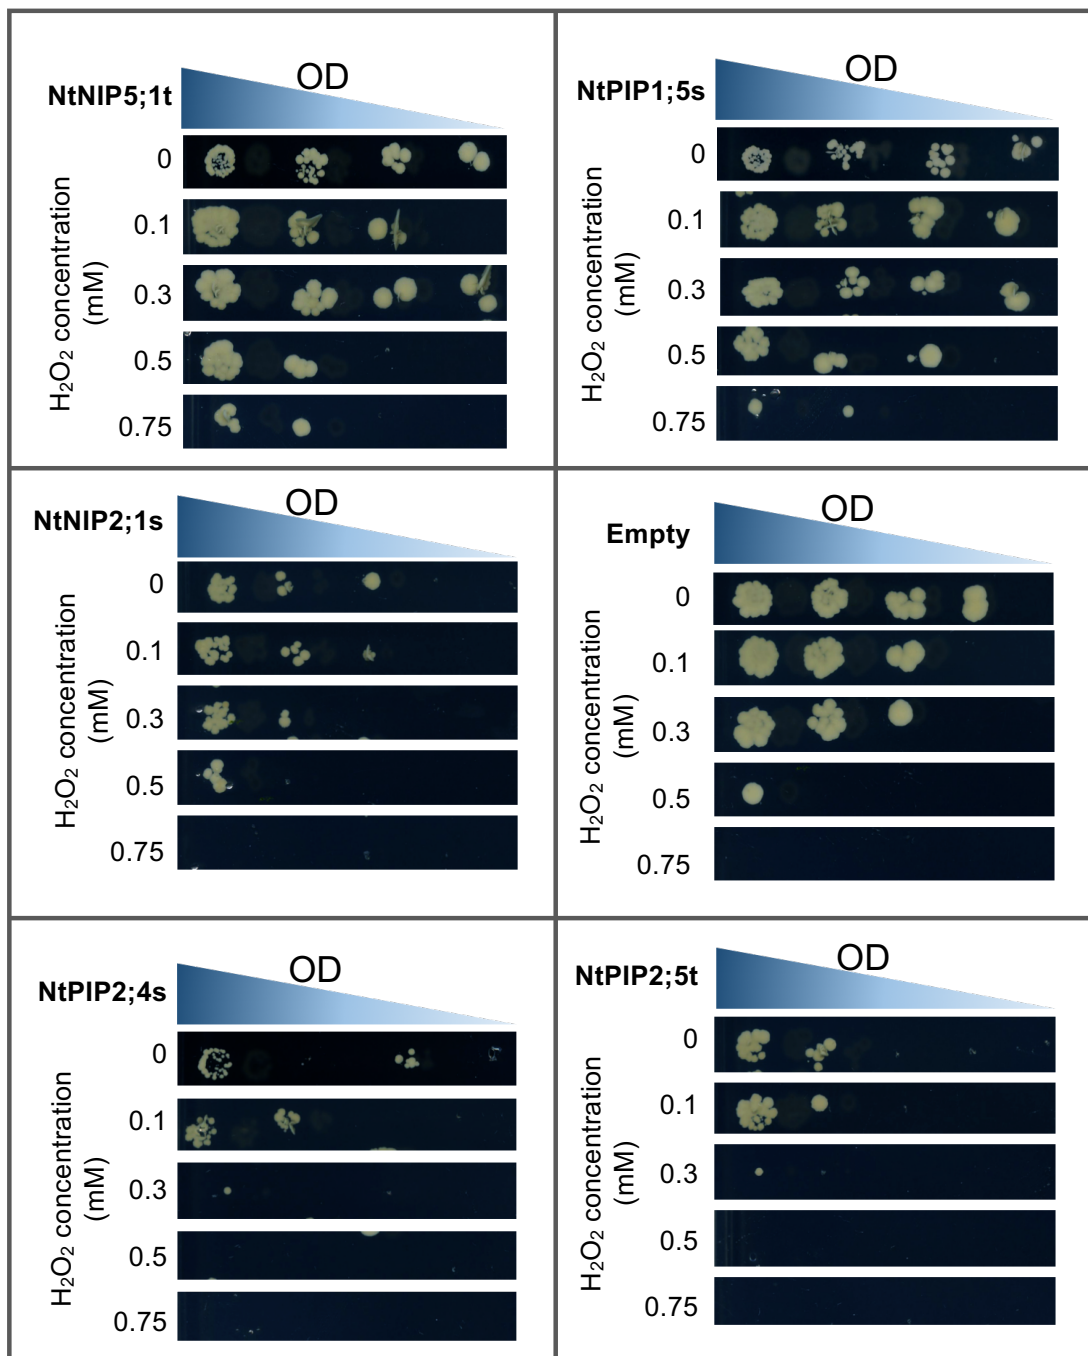 NtNIP5;1t
OD
0
0.1
0.3
0.5
0.75
H₂O₂ concentration
(mM)
NtPIP1;5s
OD
0
0.1
0.3
0.5
0.75
H₂O₂ concentration
(mM)
NtNIP2;1s
OD
0
0.1
0.3
0.5
0.75
H₂O₂ concentration
(mM)
Empty
OD
0
0.1
0.3
0.5
0.75
H₂O₂ concentration
(mM)
NtPIP2;4s
OD
0
0.1
0.3
0.5
0.75
H₂O₂ concentration
(mM)
NtPIP2;5t
OD
0
0.1
0.3
0.5
0.75
H₂O₂ concentration
(mM)